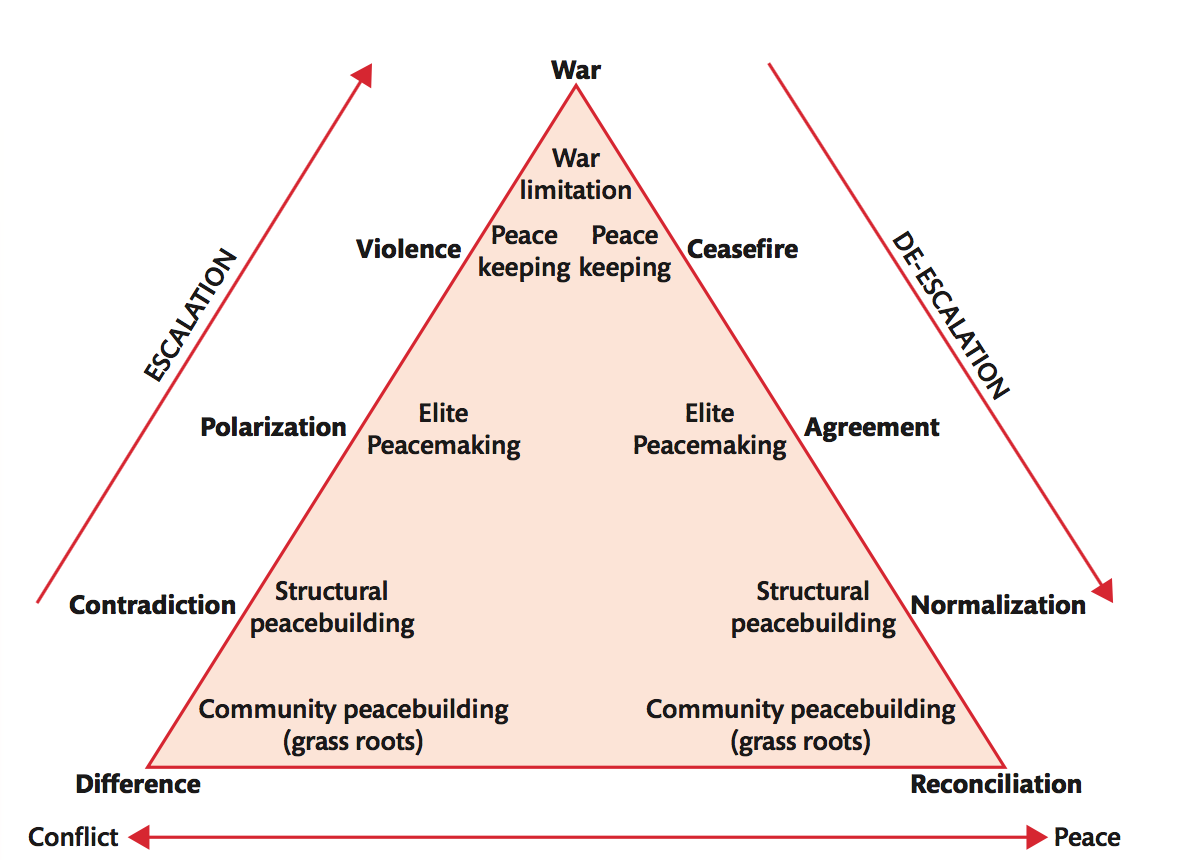 War
War
limitation
Violence
Peace
keeping
Peace
keeping
Ceasefire
ESCALATION
DE-ESCALATION
Polarization
Elite
Peacemaking
Elite
Peacemaking
Agreement
Contradiction
Structural
peacebuilding
Structural
peacebuilding
Normalization
Community peacebuilding
(grass roots)
Community peacebuilding
(grass roots)
Difference
Reconciliation
Conflict
Peace